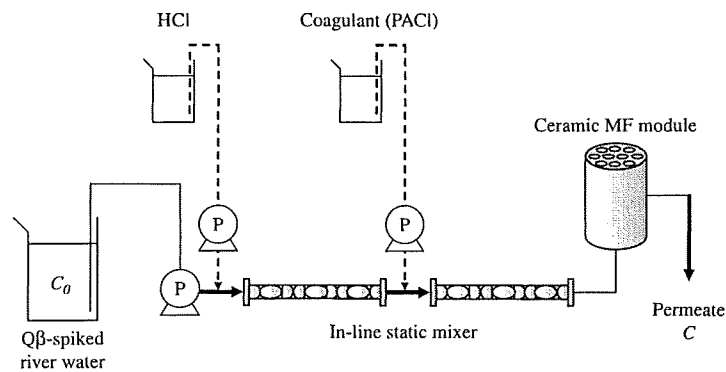 HCl
Coagulant (PACl)
Ceramic MF module
P
P
C0
P
Qβ-spiked
river water
In-line static mixer
Permeate
C